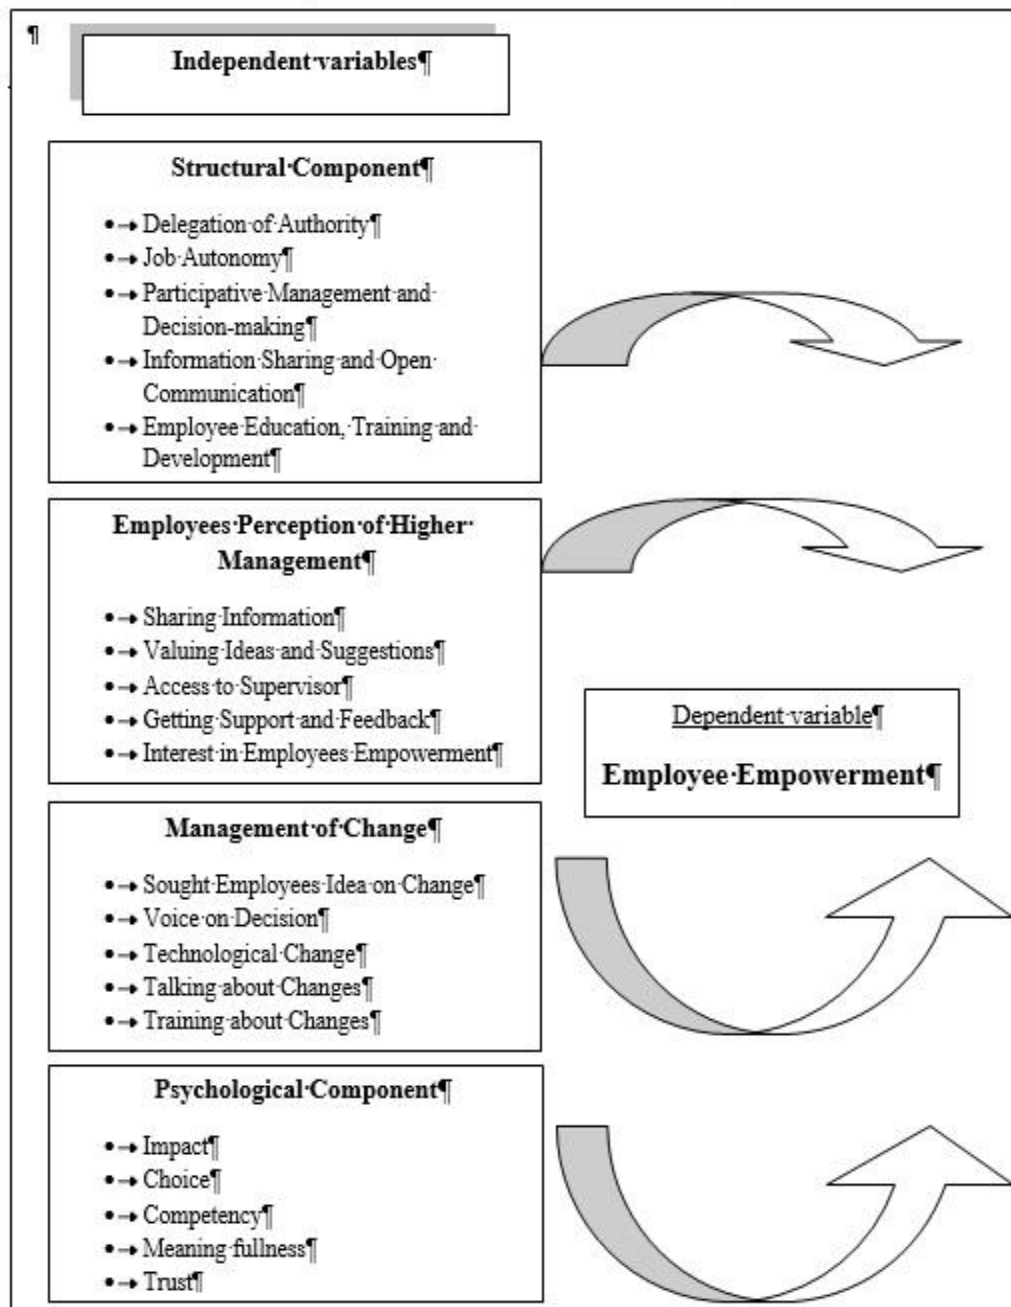 ¶
Independent·variables¶
Structural·Component¶
•→Delegation·of·Authority¶
•→Job·Autonomy¶
•→Participative·Management·and·
Decision-making¶
•→Information·Sharing·and·Open·
Communication¶
•→Employee·Education,·Training·and·
Development¶
Employees·Perception·of·Higher·
Management¶
•→Sharing·Information¶
•→Valuing·Ideas·and·Suggestions¶
•→Access·to·Supervisor¶
•→Getting·Support·and·Feedback¶
•→Interest·in·Employees·Empowerment¶
Dependent·variable¶
Employee·Empowerment¶
Management·of·Change¶
•→Sought·Employees·Idea·on·Change¶
•→Voice·on·Decision¶
•→Technological·Change¶
•→Talking·about·Changes¶
•→Training·about·Changes¶
Psychological·Component¶
•→Impact¶
•→Choice¶
•→Competency¶
•→Meaning·fullness¶
•→Trust¶